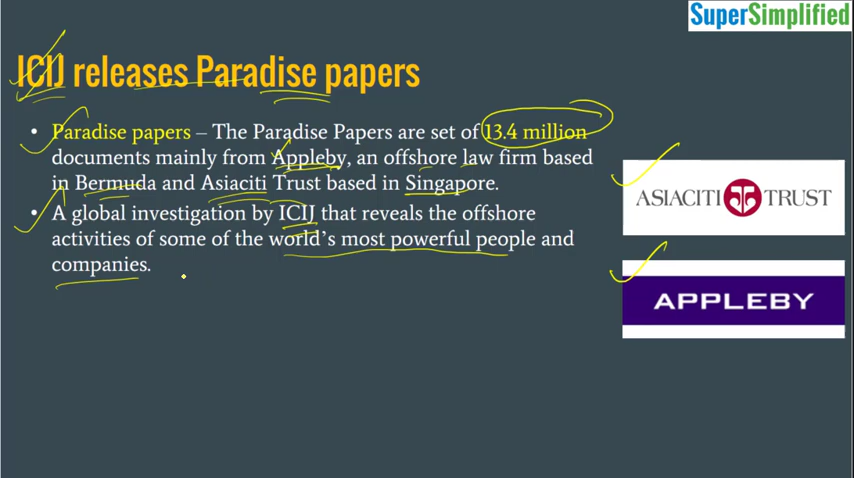 SuperSimplified
ICIJ releases Paradise papers
• Paradise papers – The Paradise Papers are set of 13.4 million
documents mainly from Appleby, an offshore law firm based
in Bermuda and Asiaciti Trust based in Singapore.
• A global investigation by ICIJ that reveals the offshore
activities of some of the world's most powerful people and
companies.
ASIACITI TRUST
APPLEBY